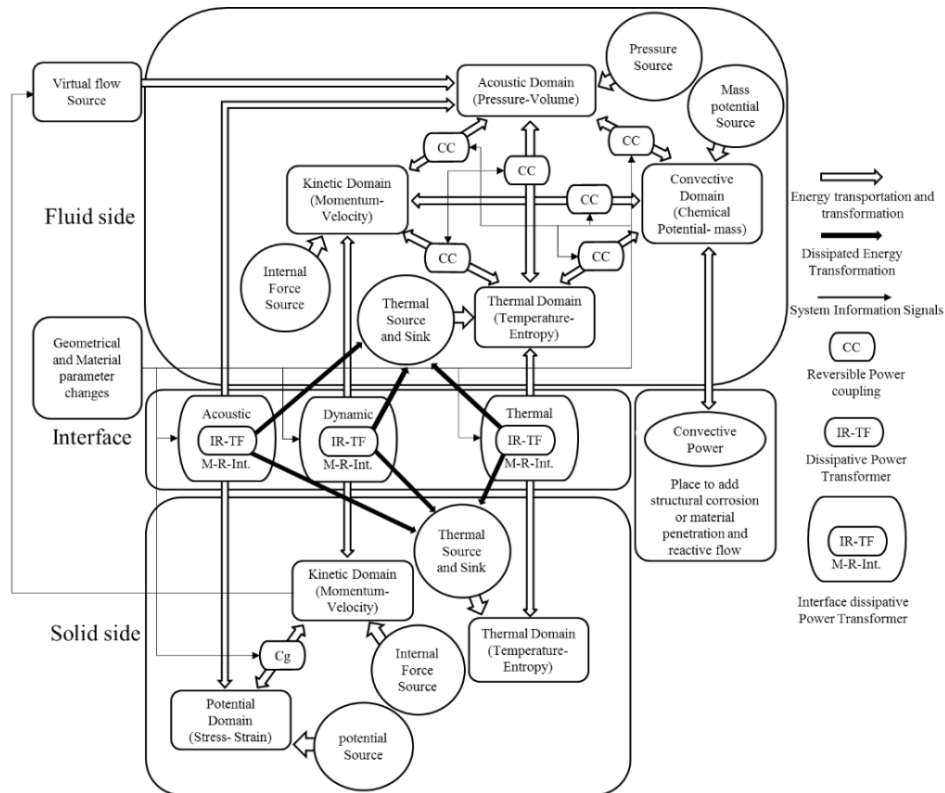 Virtual flow
Source
Acoustic Domain
(Pressure-Volume)
Pressure
Source
Mass
potential
Source
CC
CC
CC
Kinetic Domain
(Momentum-
Velocity)
CC
Convective
Domain
(Chemical
Potential- mass)
Fluid side
CC
CC
Internal
Force
Source
Thermal
Source
and Sink
Thermal Domain
(Temperature-
Entropy)
Geometrical
and Material
parameter
changes
Interface
Acoustic
IR-TF
M-R-Int.
Dynamic
IR-TF
M-R-Int.
Thermal
IR-TF
M-R-Int.
Convective
Power
Place to add
structural corrosion
or material
penetration and
reactive flow
Thermal
Source
and Sink
Kinetic Domain
(Momentum-
Velocity)
Solid side
Cg
Internal
Force
Source
Thermal Domain
(Temperature-
Entropy)
Potential
Domain
(Stress- Strain)
potential
Source
Energy transportation and
transformation
Dissipated Energy
Transformation
System Information Signals
CC
Reversible Power
coupling
IR-TF
Dissipative Power
Transformer
IR-TF
M-R-Int.
Interface dissipative
Power Transformer